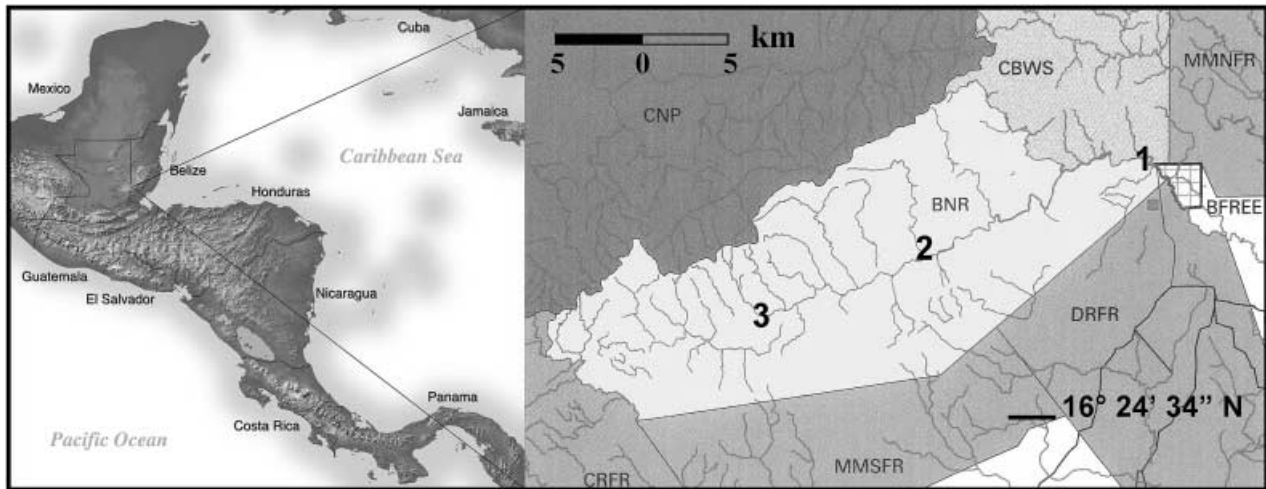 Cuba
Mexico
Jamaica
Caribbean Sea
Belize
Honduras
Guatemala
El Salvador
Nicaragua
Panama
Costa Rica
Pacific Ocean
km
5 0 5
CBWS
MMNFR
CNP
1
BNR
BFREE
2
3
DRFR
16° 24’ 34” N
MMSFR
CRFR